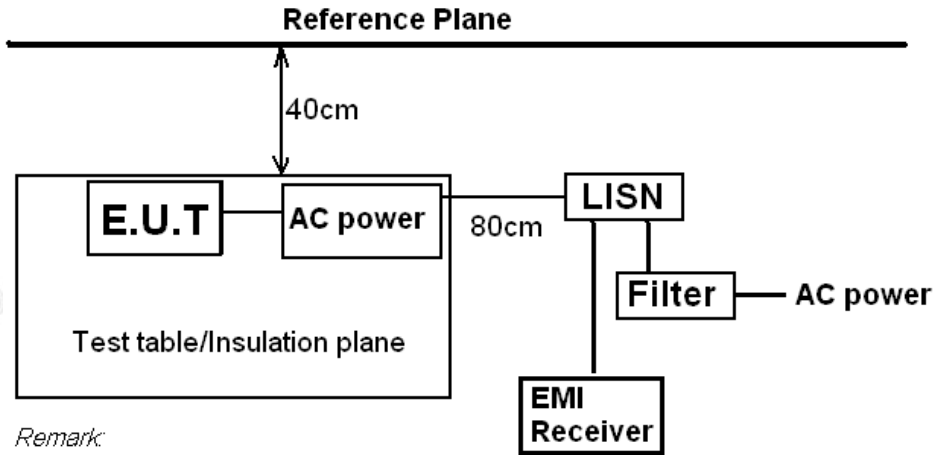 Reference Plane
40cm
E.U.T
AC power
80cm
LISN
Filter
AC power
Test table/Insulation plane
EMI
Receiver
Remark: